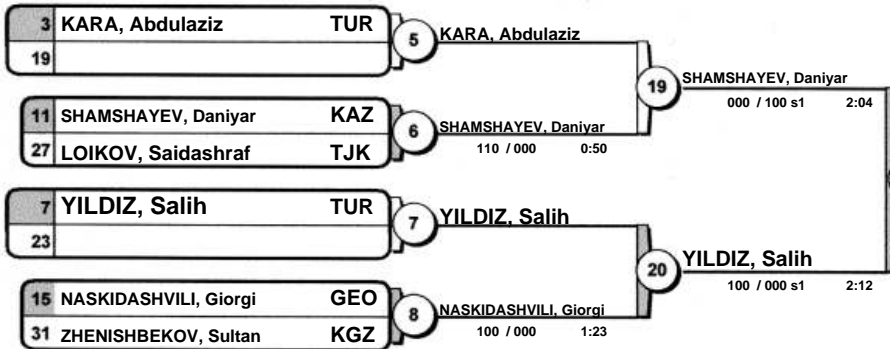 3 KARA, Abdulaziz TUR
19
5
KARA, Abdulaziz
11 SHAMSHAYEV, Daniyar KAZ
27 LOIKOV, Saidashraf TJK
6
SHAMSHAYEV, Daniyar
110 / 000 0:50
19
SHAMSHAYEV, Daniyar
000 / 100 s1 2:04
7 YILDIZ, Salih TUR
23
7
YILDIZ, Salih
15 NASKIDASHVILI, Giorgi GEO
31 ZHENISHBEKOV, Sultan KGZ
8
NASKIDASHVILI, Giorgi
100 / 000 1:23
20
YILDIZ, Salih
100 / 000 s1 2:12